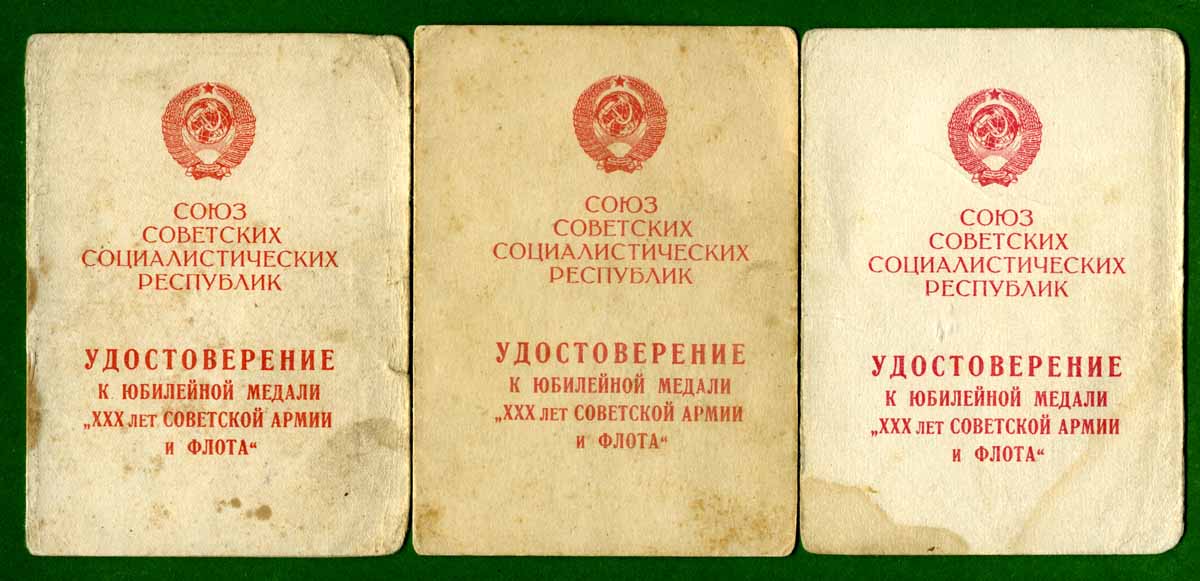 СОЮЗ
СОВЕТСКИХ
СОЦИАЛИСТИЧЕСКИХ
РЕСПУБЛИК
УДОСТОВЕРЕНИЕ
К ЮБИЛЕЙНОЙ МЕДАЛИ
„XXX ЛЕТ СОВЕТСКОЙ АРМИИ
И ФЛОТА“
СОЮЗ
СОВЕТСКИХ
СОЦИАЛИСТИЧЕСКИХ
РЕСПУБЛИК
УДОСТОВЕРЕНИЕ
К ЮБИЛЕЙНОЙ МЕДАЛИ
„XXX ЛЕТ СОВЕТСКОЙ АРМИИ
И ФЛОТА“
СОЮЗ
СОВЕТСКИХ
СОЦИАЛИСТИЧЕСКИХ
РЕСПУБЛИК
УДОСТОВЕРЕНИЕ
К ЮБИЛЕЙНОЙ МЕДАЛИ
„XXX ЛЕТ СОВЕТСКОЙ АРМИИ
И ФЛОТА“